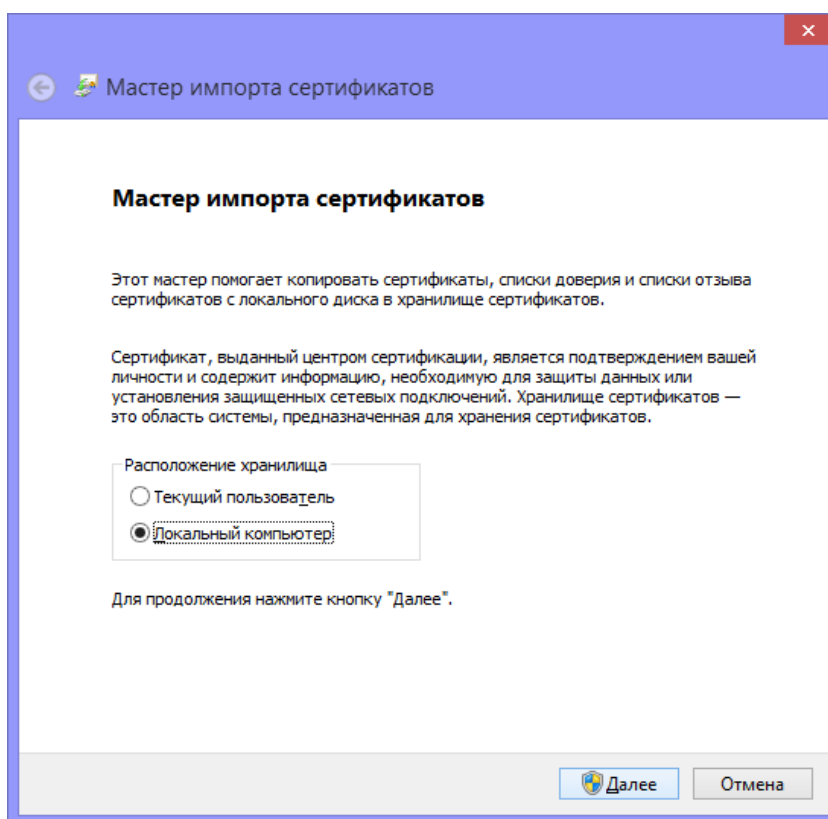 Мастер импорта сертификатов
Мастер импорта сертификатов
Этот мастер помогает копировать сертификаты, списки доверия и списки отзыва
сертификатов с локального диска в хранилище сертификатов.
Сертификат, выданный центром сертификации, является подтверждением вашей
личности и содержит информацию, необходимую для защиты данных или
установления защищенных сетевых подключений. Хранилище сертификатов —
это область системы, предназначенная для хранения сертификатов.
Расположение хранилища
Текущий пользователь
Локальный компьютер
Для продолжения нажмите кнопку "Далее".
Далее Отмена